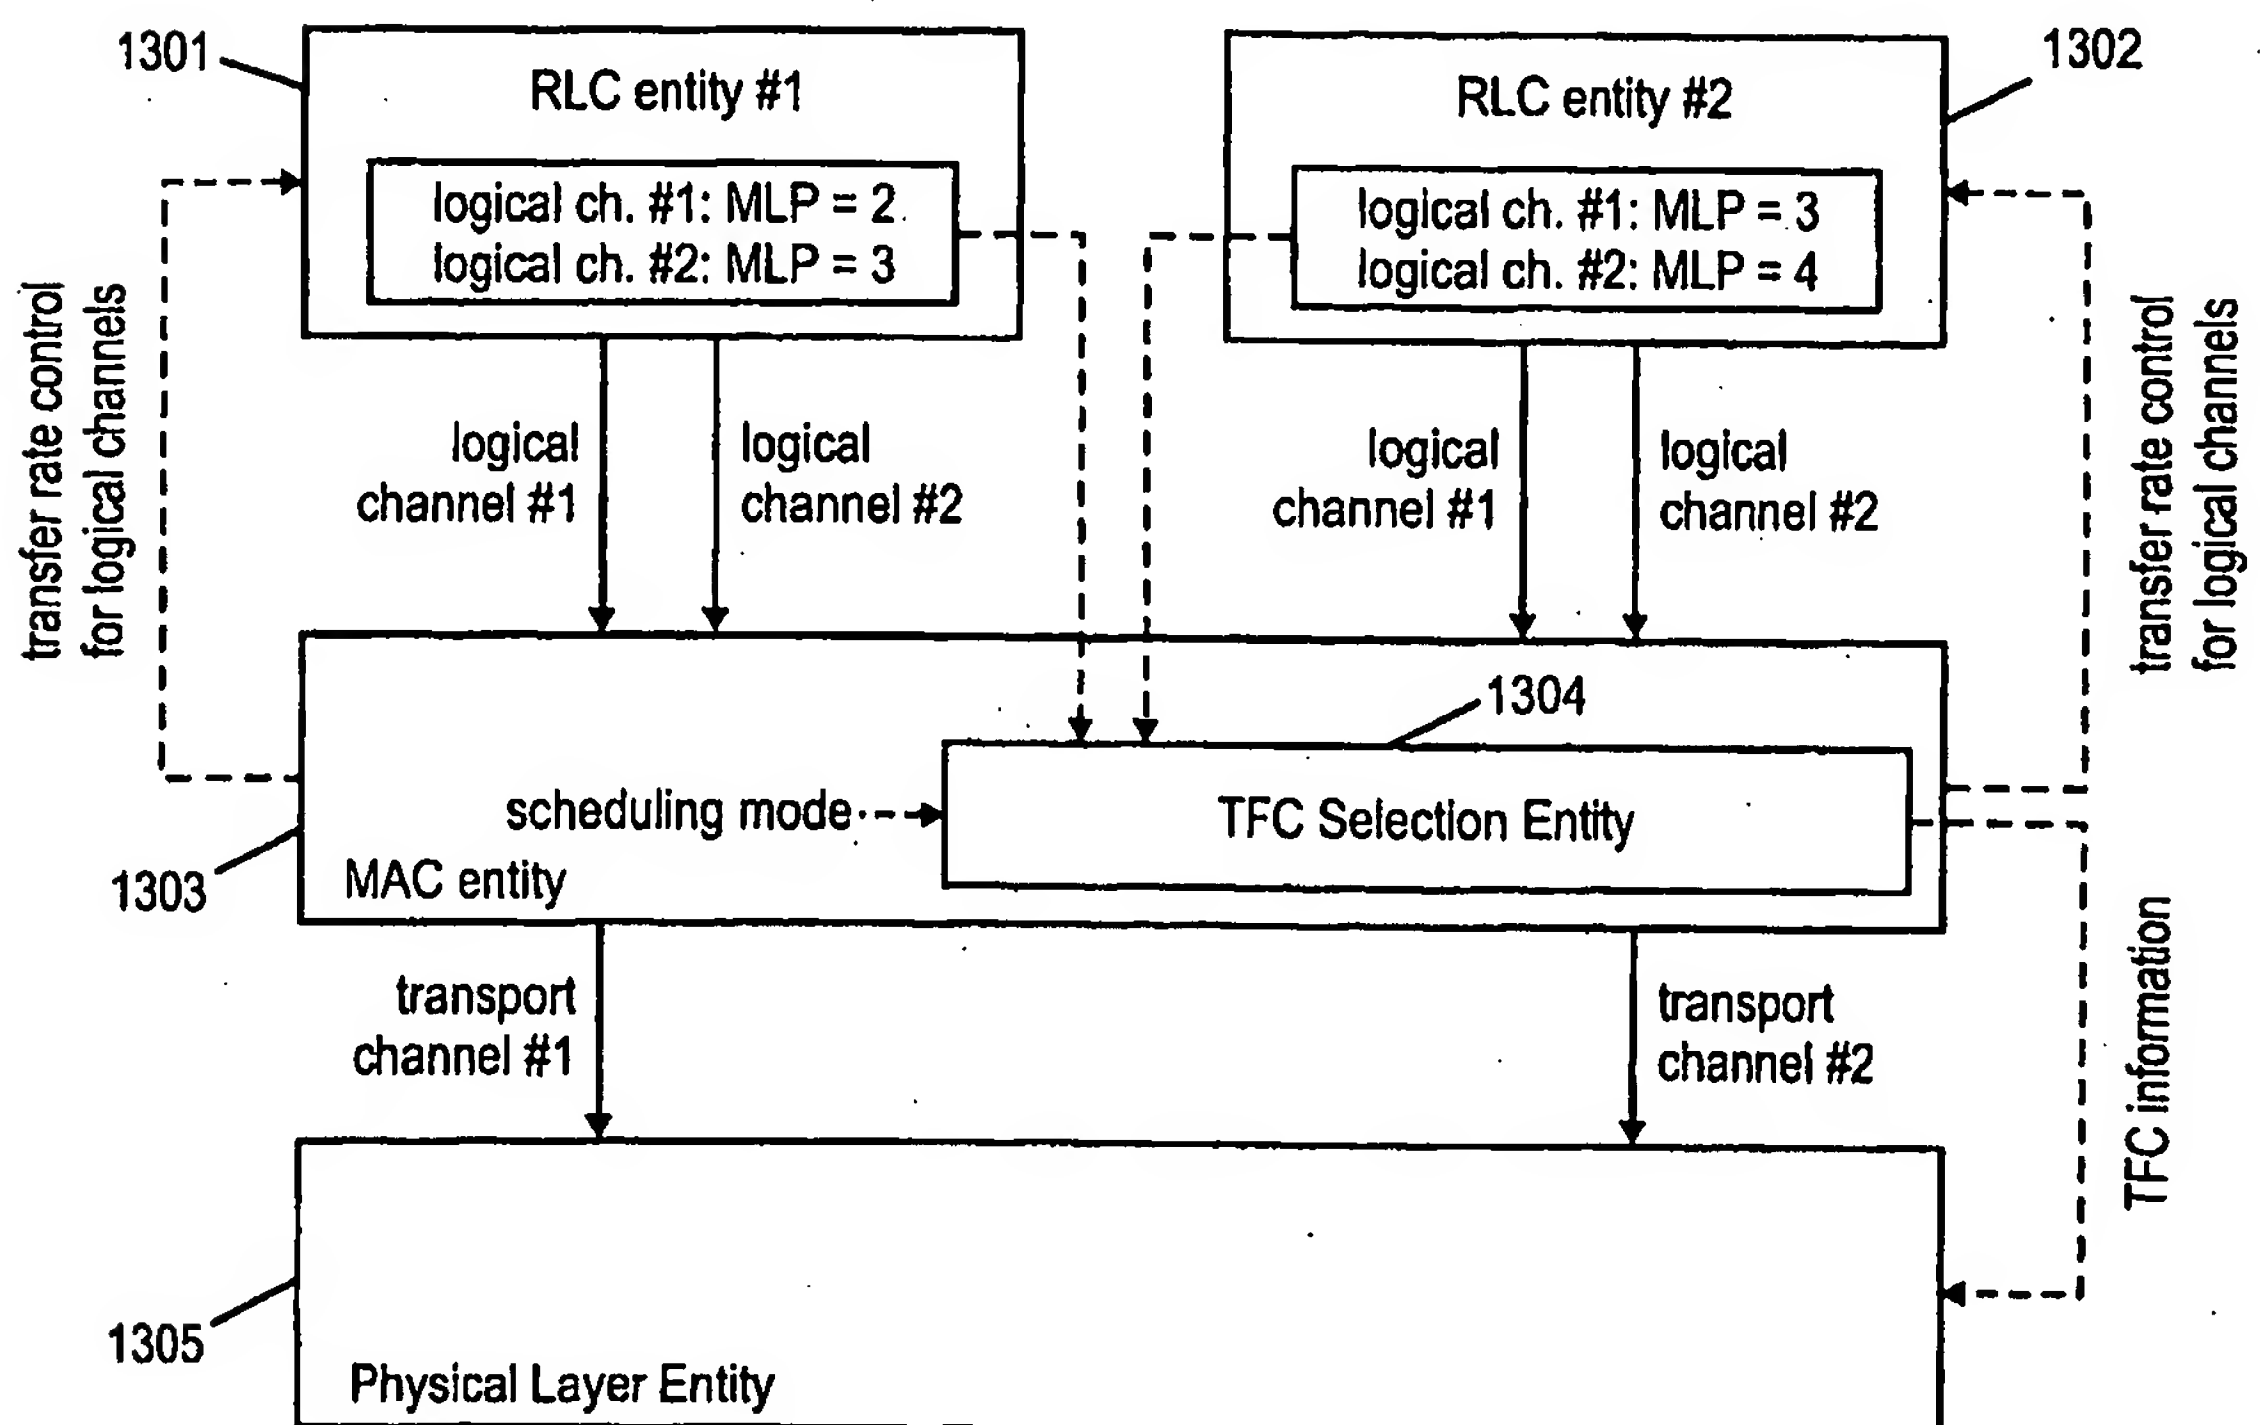 1301
RLC entity #1
logical ch. #1: MLP = 2
logical ch. #2: MLP = 3
1302
RLC entity #2
logical ch. #1: MLP = 3
logical ch. #2: MLP = 4
transfer rate control
for logical channels
logical
channel #1
logical
channel #2
logical
channel #1
logical
channel #2
transfer rate control
for logical channels
1304
scheduling mode
TFC Selection Entity
MAC entity
1303
transport
channel #1
transport
channel #2
TFC information
1305
Physical Layer Entity